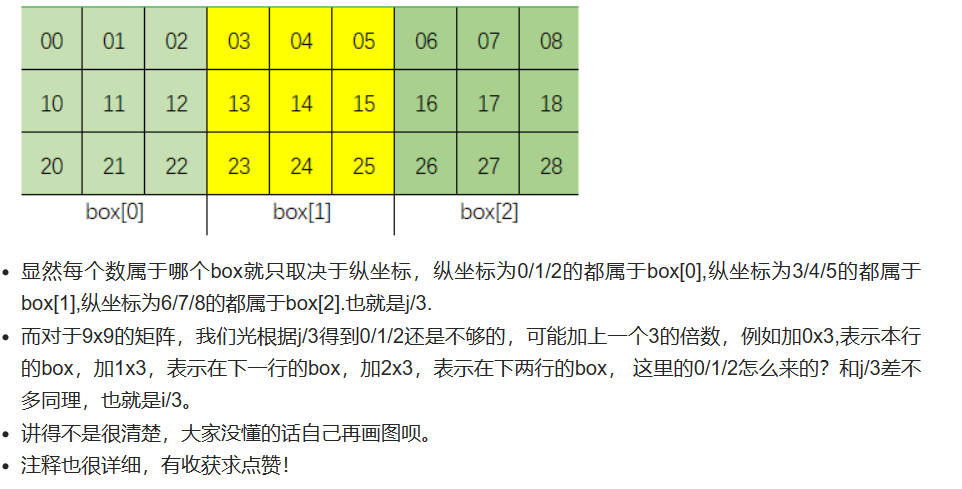 00 01 02 03 04 05 06 07 08
10 11 12 13 14 15 16 17 18
20 21 22 23 24 25 26 27 28
box[0] box[1] box[2]
• 显然每个数属于哪个box就只取决于纵坐标，纵坐标为0/1/2的都属于box[0],纵坐标为3/4/5的都属于
box[1],纵坐标为6/7/8的都属于box[2].也就是j/3.
• 而对于9x9的矩阵，我们光根据j/3得到0/1/2还是不够的，可能加上一个3的倍数，例如加0x3,表示本行
的box，加1x3，表示在下一行的box，加2x3，表示在下两行的box， 这里的0/1/2怎么来的？和j/3差不
多同理，也就是i/3。
• 讲得不是很清楚，大家没懂的话自己再画图呗。
• 注释也很详细，有收获求点赞！